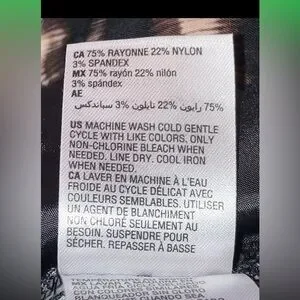 CA 75% RAYONNE 22% NYLON
3% SPANDEX
MX 75% rayón 22% nilón
3% spándex
AE
75% رايون 22% نايلون 3% سباندكس
US MACHINE WASH COLD GENTLE
CYCLE WITH LIKE COLORS. ONLY
NON-CHLORINE BLEACH WHEN
NEEDED. LINE DRY. COOL IRON
WHEN NEEDED.
CA LAVER EN MACHINE À L'EAU
FROIDE AU CYCLE DÉLICAT AVEC
COULEURS SEMBLABLES. UTILISER
UN AGENT DE BLANCHIMENT
NON CHLORÉ SEULEMENT AU
BESOIN. SUSPENDRE POUR
SÉCHER. REPASSER À BASSE